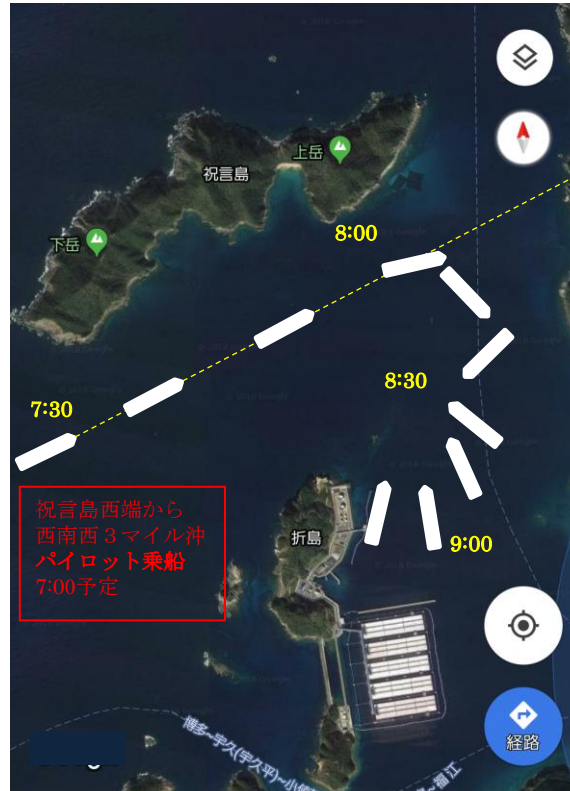 上岳
祝言島
8:00
下岳
8:30
7:30
祝言島西端から
西南西３マイル沖
パイロット乗船
7:00予定
折島
9:00
経路